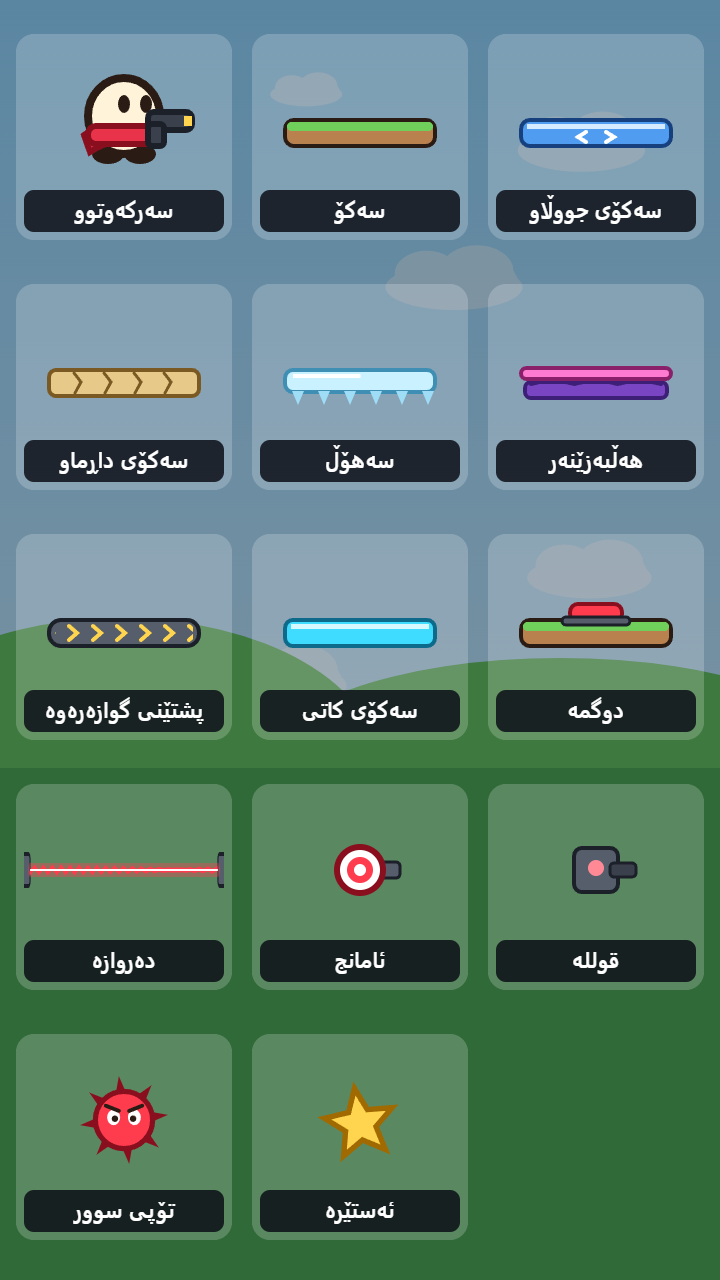 سەرکەوتوو
سەکۆ
سەکۆی جووڵاو
سەکۆی داڕماو
سەهۆڵ
هەڵبەزێنەر
پشتێنی گوازەرەوە
سەکۆی کاتی
دوگمە
دەروازە
ئامانج
قوللە
تۆپی سوور
ئەستێرە